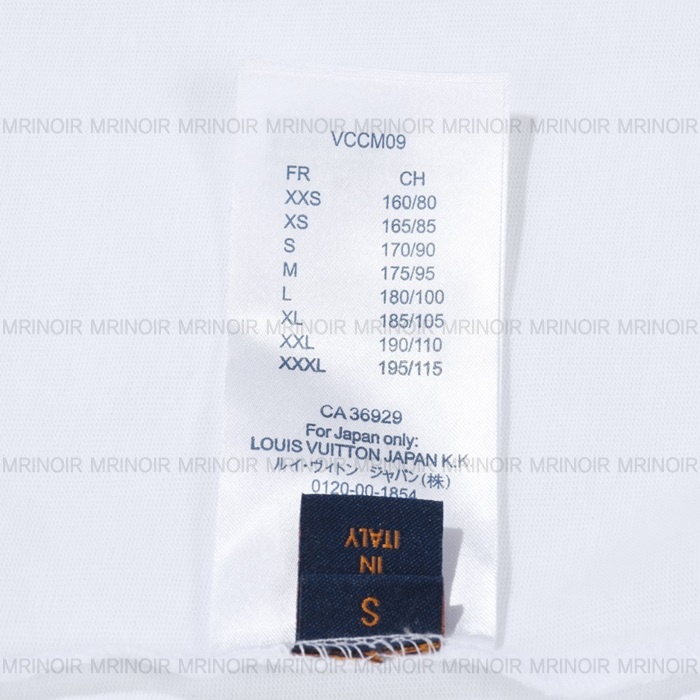 MRINOIR MRINOIR MRINOIR MRINOIR MRINOIR MRINOIR MRINOIR MRINOIR
VCCM09
FR CH
XXS 160/80
XS 165/85
S 170/90
M 175/95
L 180/100
XL 185/105
MRINOIR MRINOIR MRINOIR MRINOIR MRINOIR MRINOIR MRINOIR MRINOIR
XXL 190/110
XXXL 195/115
CA 36929
For Japan only:
LOUIS VUITTON JAPAN K.K
MRINOIR MRINOIR MRINOIR MRINOIR MRINOIR MRINOIR MRINOIR MRINOIR
ルイ・ヴィトン ジャパン(株)
0120-00-1854
IN
ITALY
S
MRINOIR MRINOIR MRINOIR MRINOIR MRINOIR MRINOIR MRINOIR MRINOIR